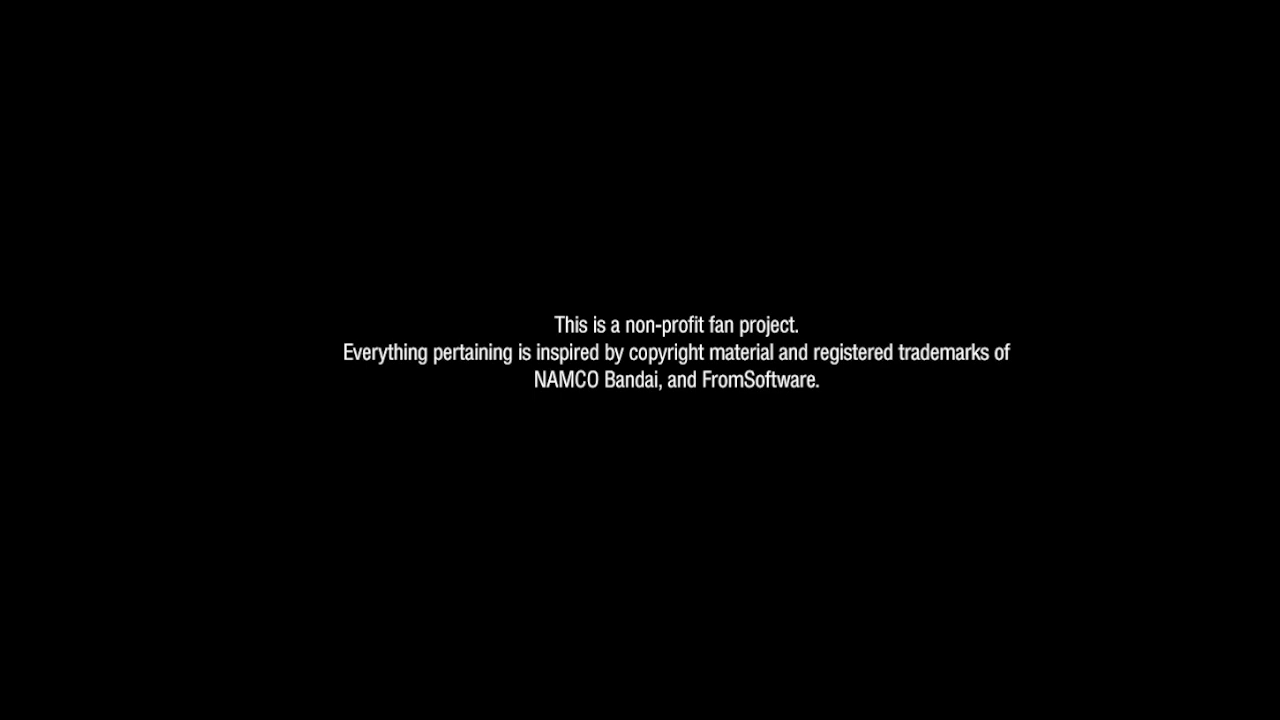 This is a non-profit fan project.
Everything pertaining is inspired by copyright material and registered trademarks of
NAMCO Bandai, and FromSoftware.